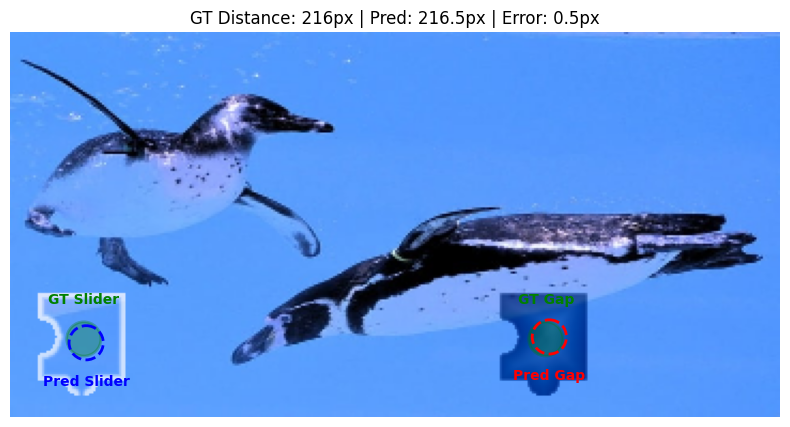 GT Distance: 216px | Pred: 216.5px | Error: 0.5px
GT Slider
GT Gap
Pred Slider
Pred Gap